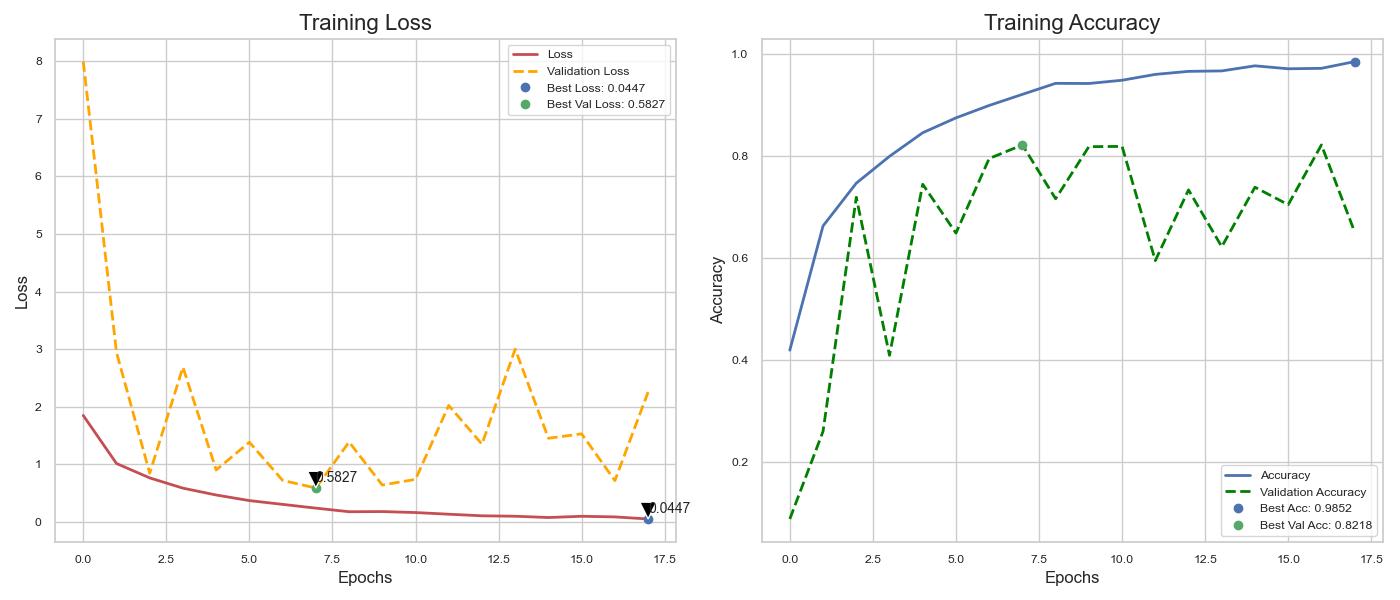 Training Loss
Loss
Validation Loss
Best Loss: 0.0447
Best Val Loss: 0.5827
8
7
6
5
4
3
2
1
0
Loss
0.5827
0.0447
0.0
2.5
5.0
7.5
10.0
12.5
15.0
17.5
Epochs
Training Accuracy
1.0
0.8
0.6
0.4
0.2
Accuracy
Accuracy
Validation Accuracy
Best Acc: 0.9852
Best Val Acc: 0.8218
0.0
2.5
5.0
7.5
10.0
12.5
15.0
17.5
Epochs